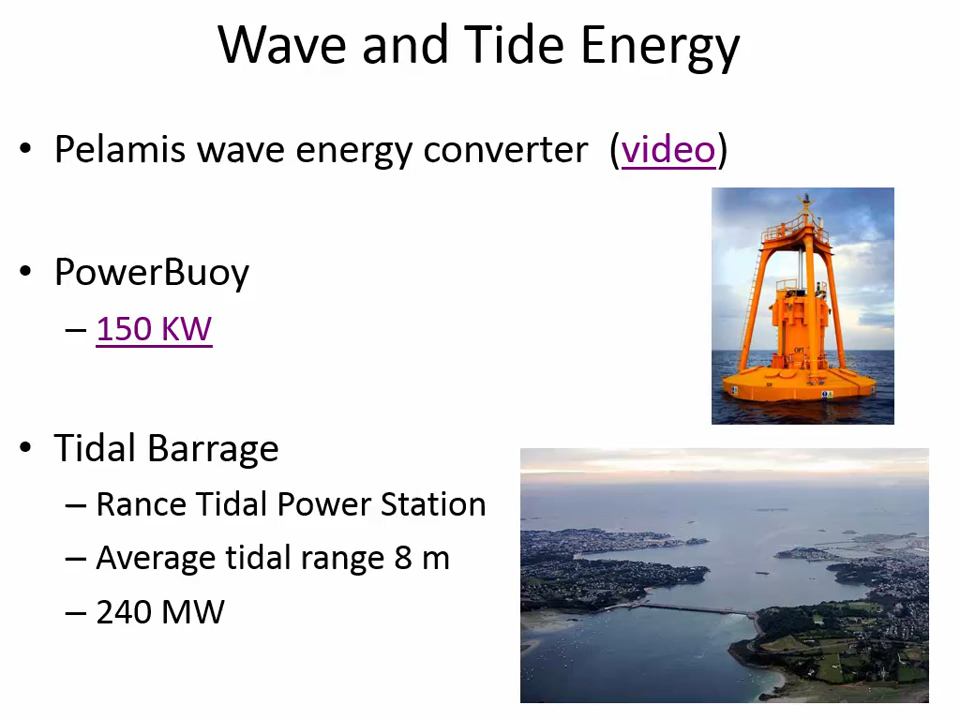 Wave and Tide Energy
• Pelamis wave energy converter (video)
• PowerBuoy
– 150 KW
• Tidal Barrage
– Rance Tidal Power Station
– Average tidal range 8 m
– 240 MW